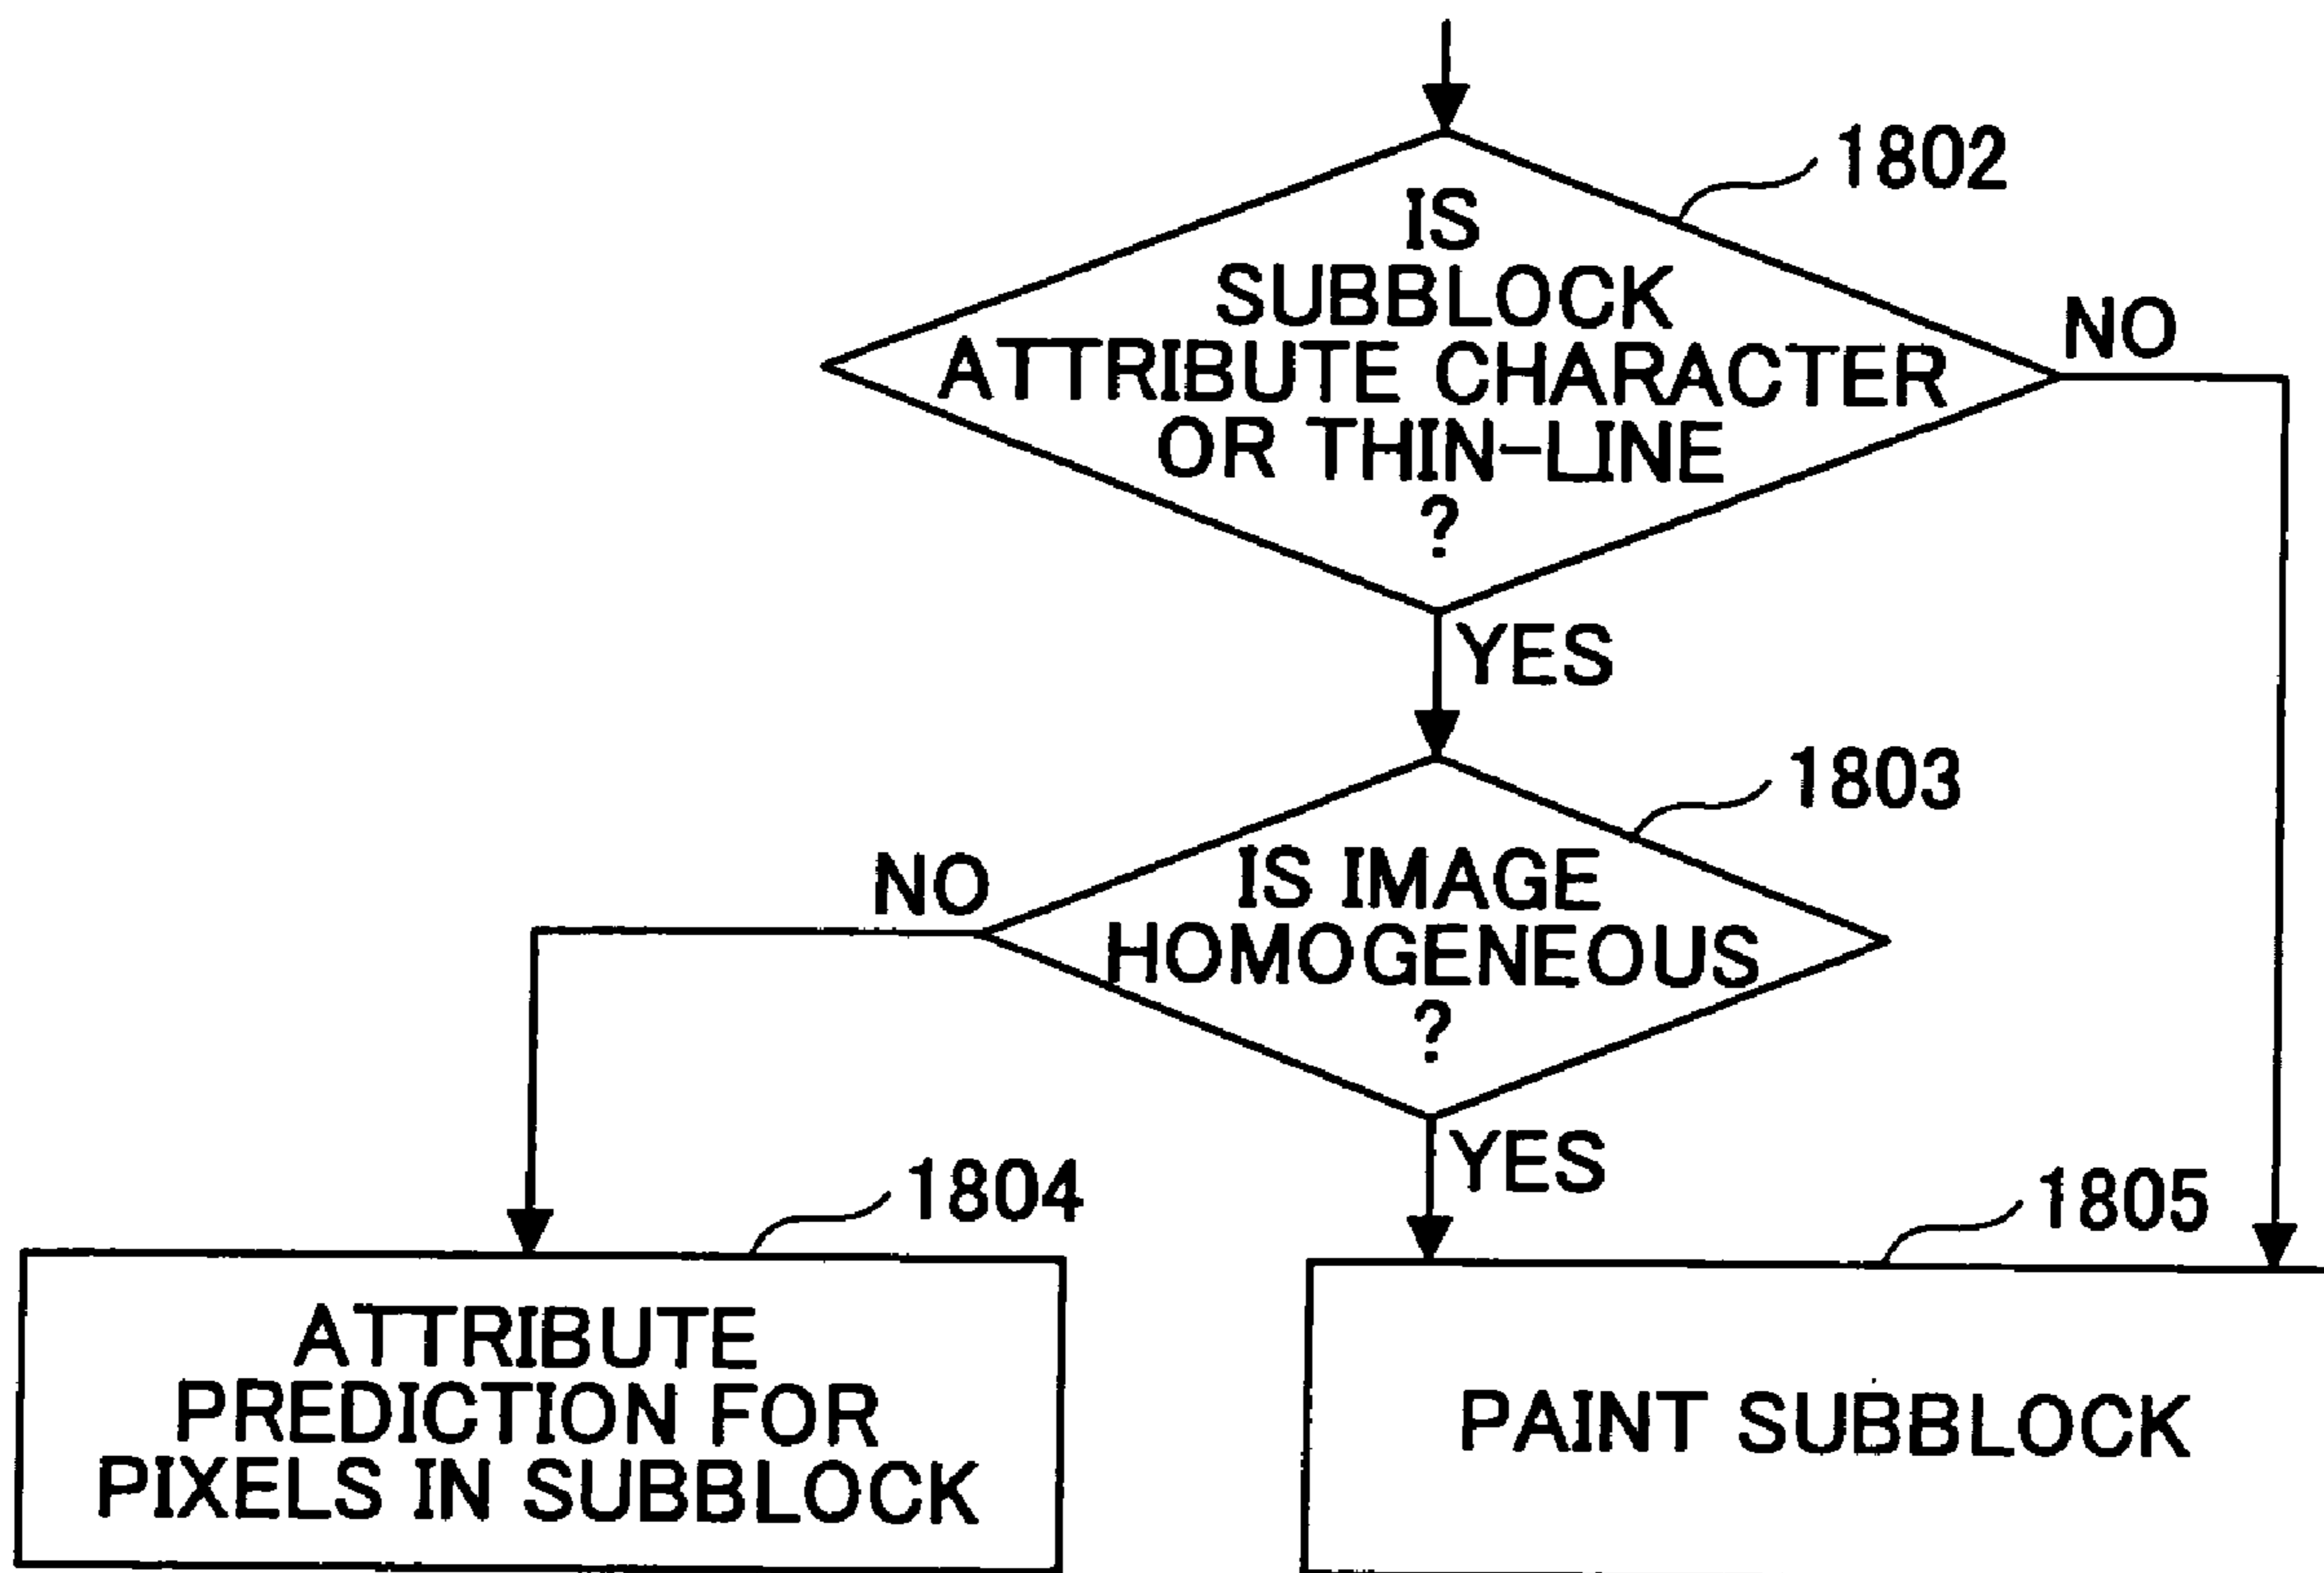 1802
IS
SUBBLOCK
ATTRIBUTE CHARACTER
OR THIN-LINE
?
NO
YES
1803
IS IMAGE
HOMOGENEOUS
?
NO
YES
1804
ATTRIBUTE
PREDICTION FOR
PIXELS IN SUBBLOCK
1805
PAINT SUBBLOCK